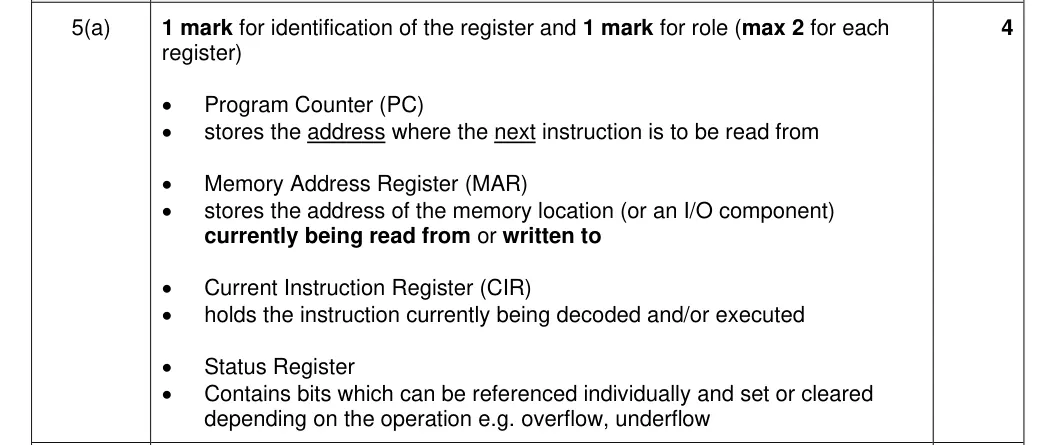 5(a) 1 mark for identification of the register and 1 mark for role (max 2 for each 4
register)
• Program Counter (PC)
• stores the address where the next instruction is to be read from
• Memory Address Register (MAR)
• stores the address of the memory location (or an I/O component)
currently being read from or written to
• Current Instruction Register (CIR)
• holds the instruction currently being decoded and/or executed
• Status Register
• Contains bits which can be referenced individually and set or cleared
depending on the operation e.g. overflow, underflow